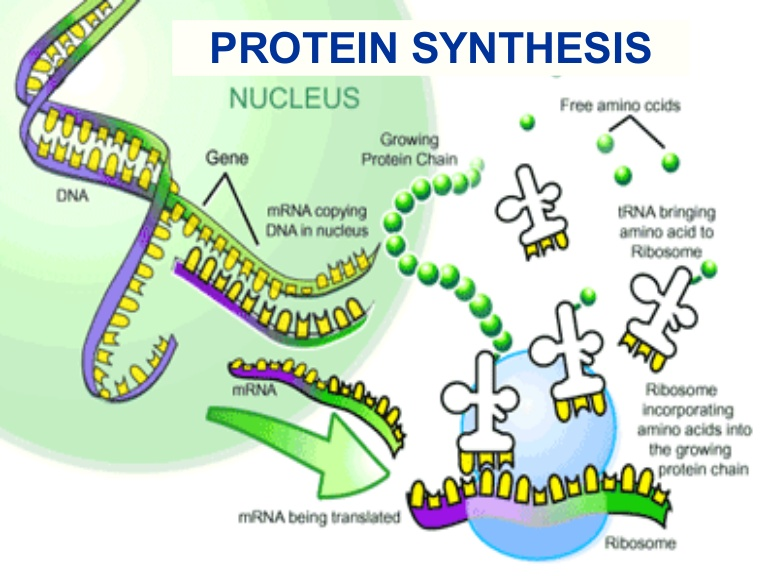 PROTEIN SYNTHESIS
NUCLEUS
Free amino ccids
Growing
Protein Chain
Gene
DNA
mRNA copying
DNA in nucleus
tRNA bringing
amino acid to
Ribosome
mRNA
Ribosome
incorporating
amino acids into
the growing
protein chain
mRNA being translated
Ribosome